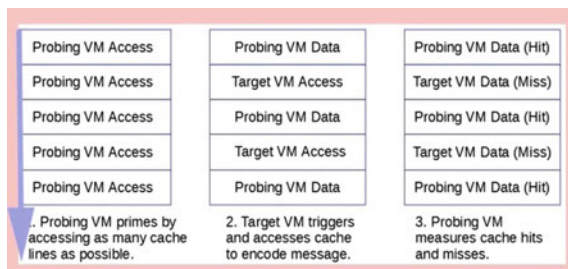 Probing VM Access
Probing VM Access
Probing VM Access
Probing VM Access
Probing VM Access
1. Probing VM primes by
accessing as many cache
lines as possible.
Probing VM Data
Target VM Access
Probing VM Data
Target VM Access
Probing VM Data
2. Target VM triggers
and accesses cache
to encode message.
Probing VM Data (Hit)
Target VM Data (Miss)
Probing VM Data (Hit)
Target VM Data (Miss)
Probing VM Data (Hit)
3. Probing VM
measures cache hits
and misses.